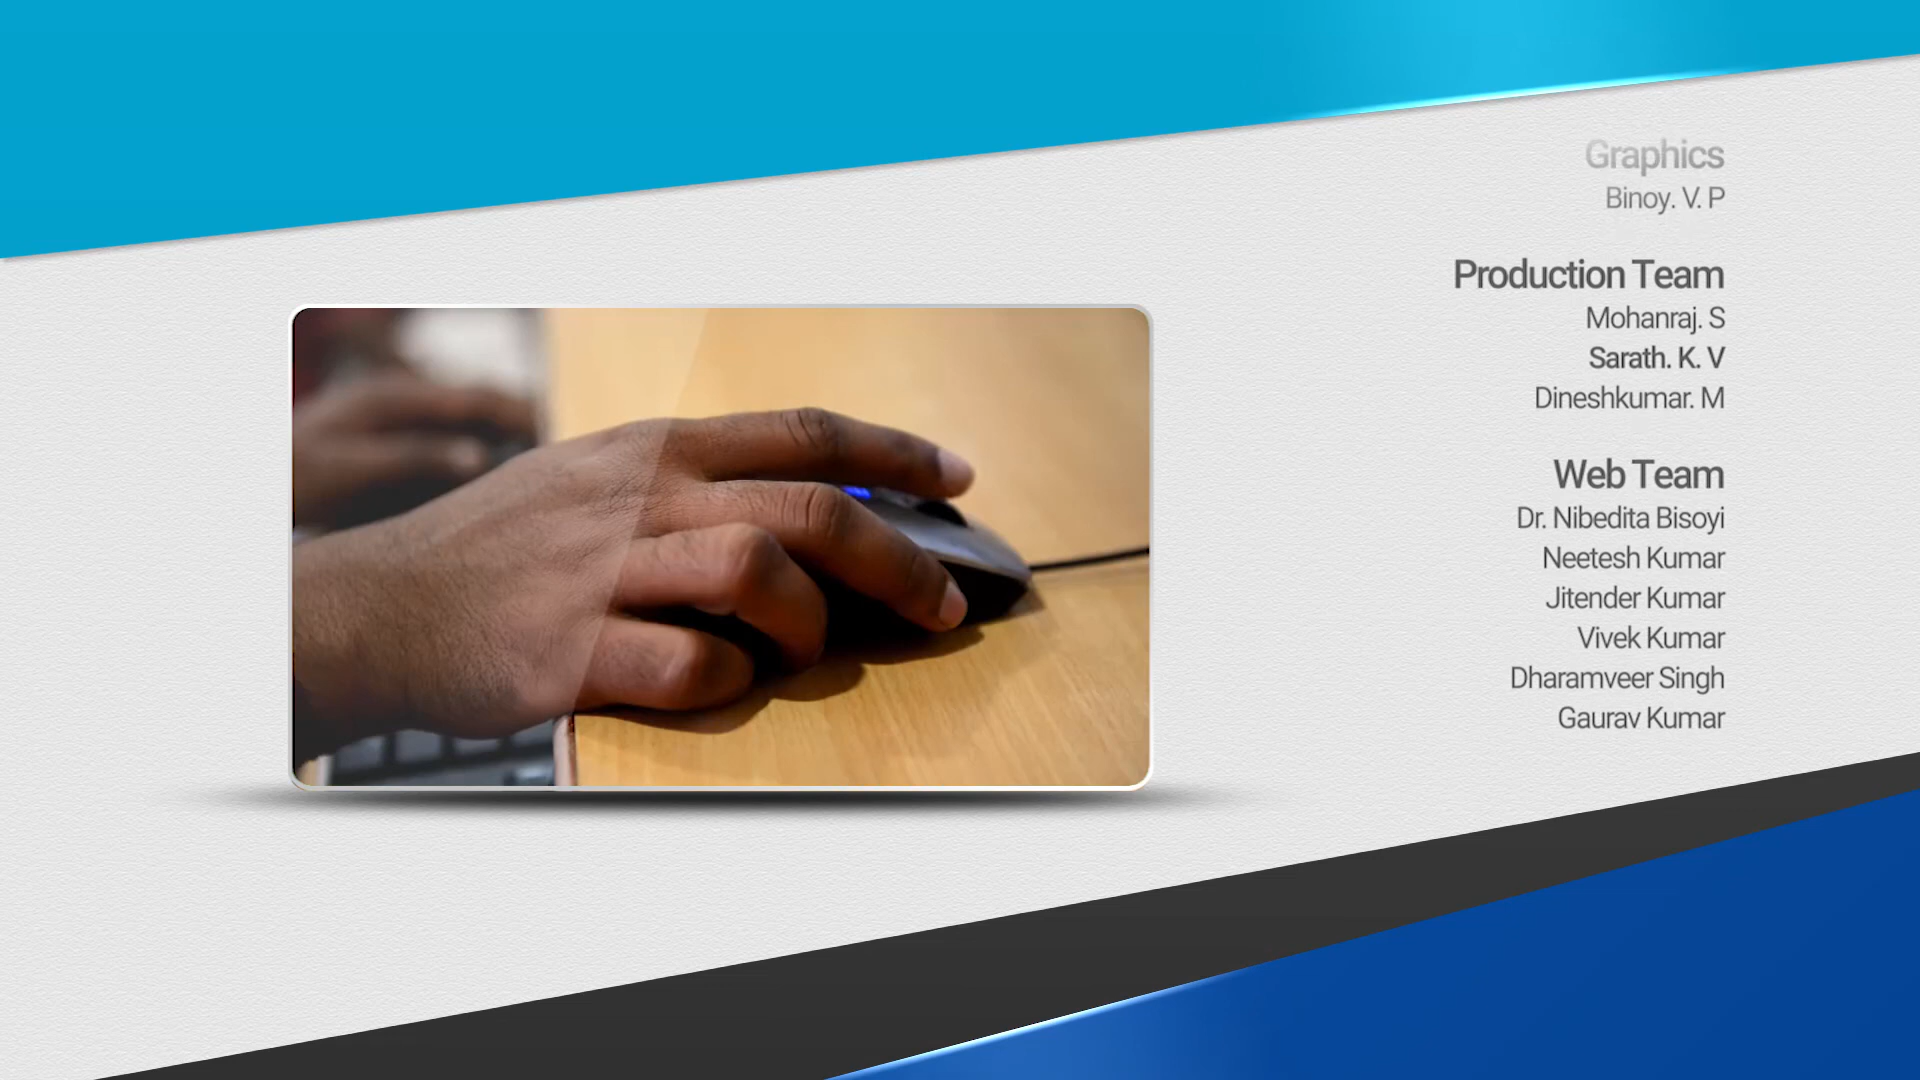 Graphics
Binoy. V. P
Production Team
Mohanraj. S
Sarath. K. V
Dineshkumar. M
Web Team
Dr. Nibedita Bisoyi
Neetesh Kumar
Jitender Kumar
Vivek Kumar
Dharamveer Singh
Gaurav Kumar